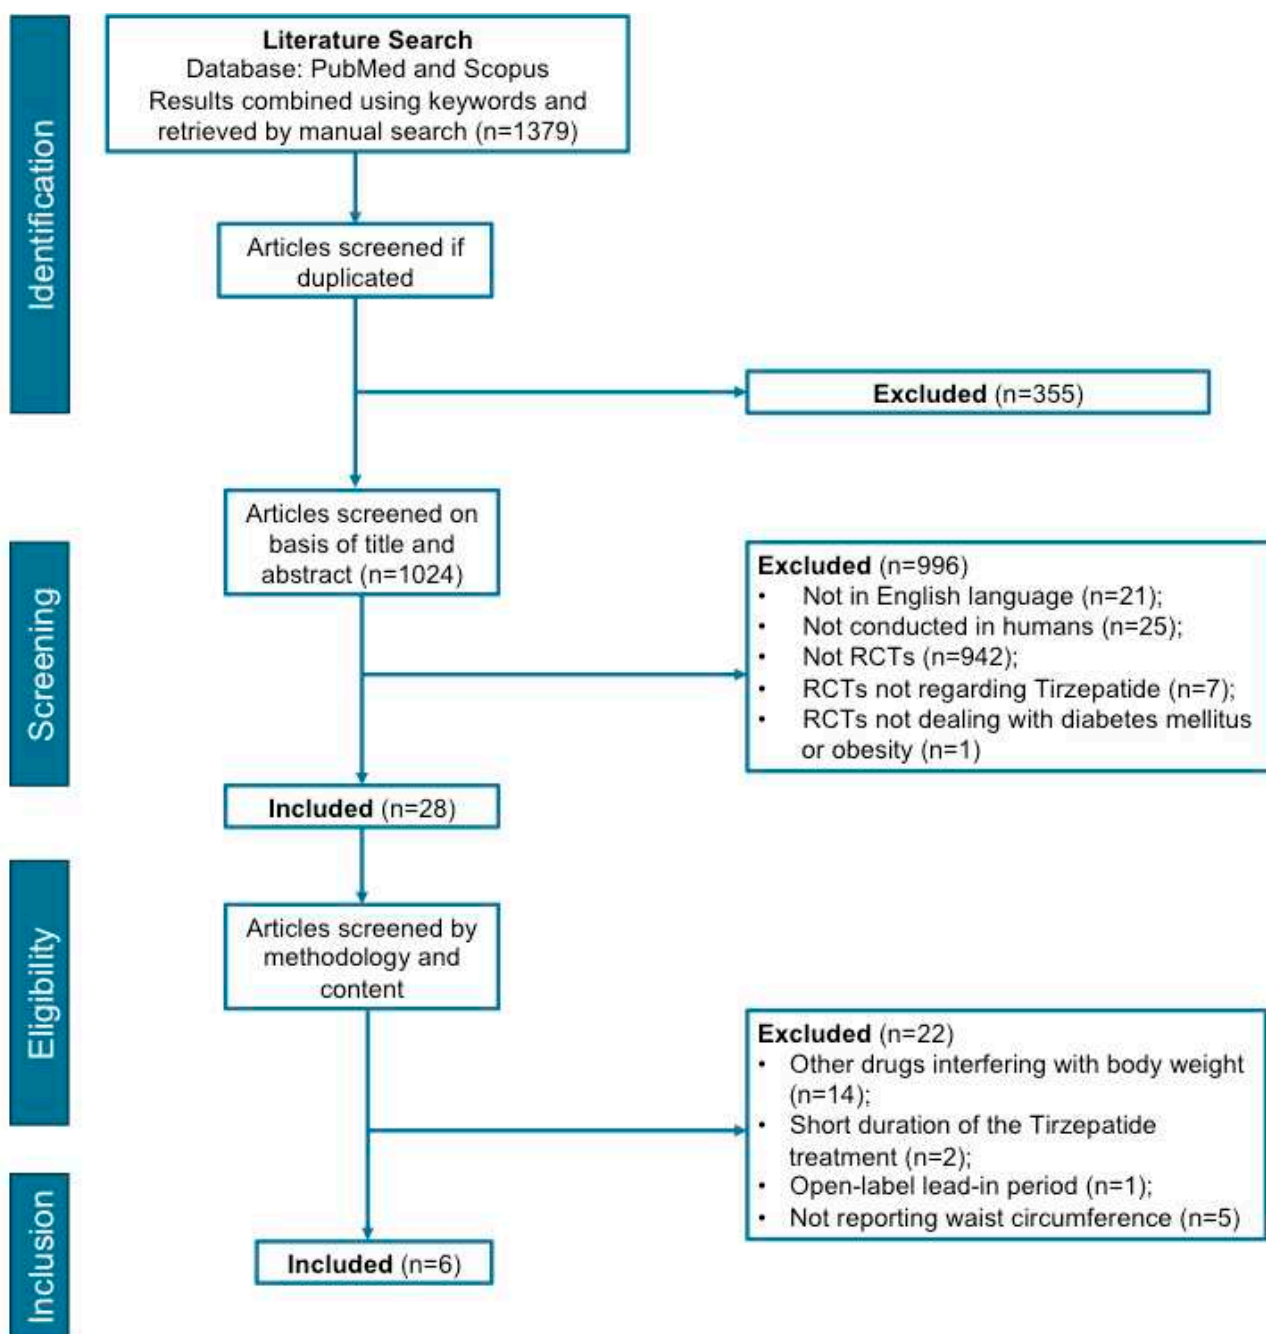 Identification
Literature Search
Database: PubMed and Scopus
Results combined using keywords and
retrieved by manual search (n=1379)
Articles screened if
duplicated
Excluded (n=355)
Screening
Articles screened on
basis of title and
abstract (n=1024)
Excluded (n=996)
• Not in English language (n=21);
• Not conducted in humans (n=25);
• Not RCTs (n=942);
• RCTs not regarding Tirzepatide (n=7);
• RCTs not dealing with diabetes mellitus
or obesity (n=1)
Included (n=28)
Eligibility
Articles screened by
methodology and
content
Excluded (n=22)
• Other drugs interfering with body weight
(n=14);
• Short duration of the Tirzepatide
treatment (n=2);
• Open-label lead-in period (n=1);
• Not reporting waist circumference (n=5)
Inclusion
Included (n=6)